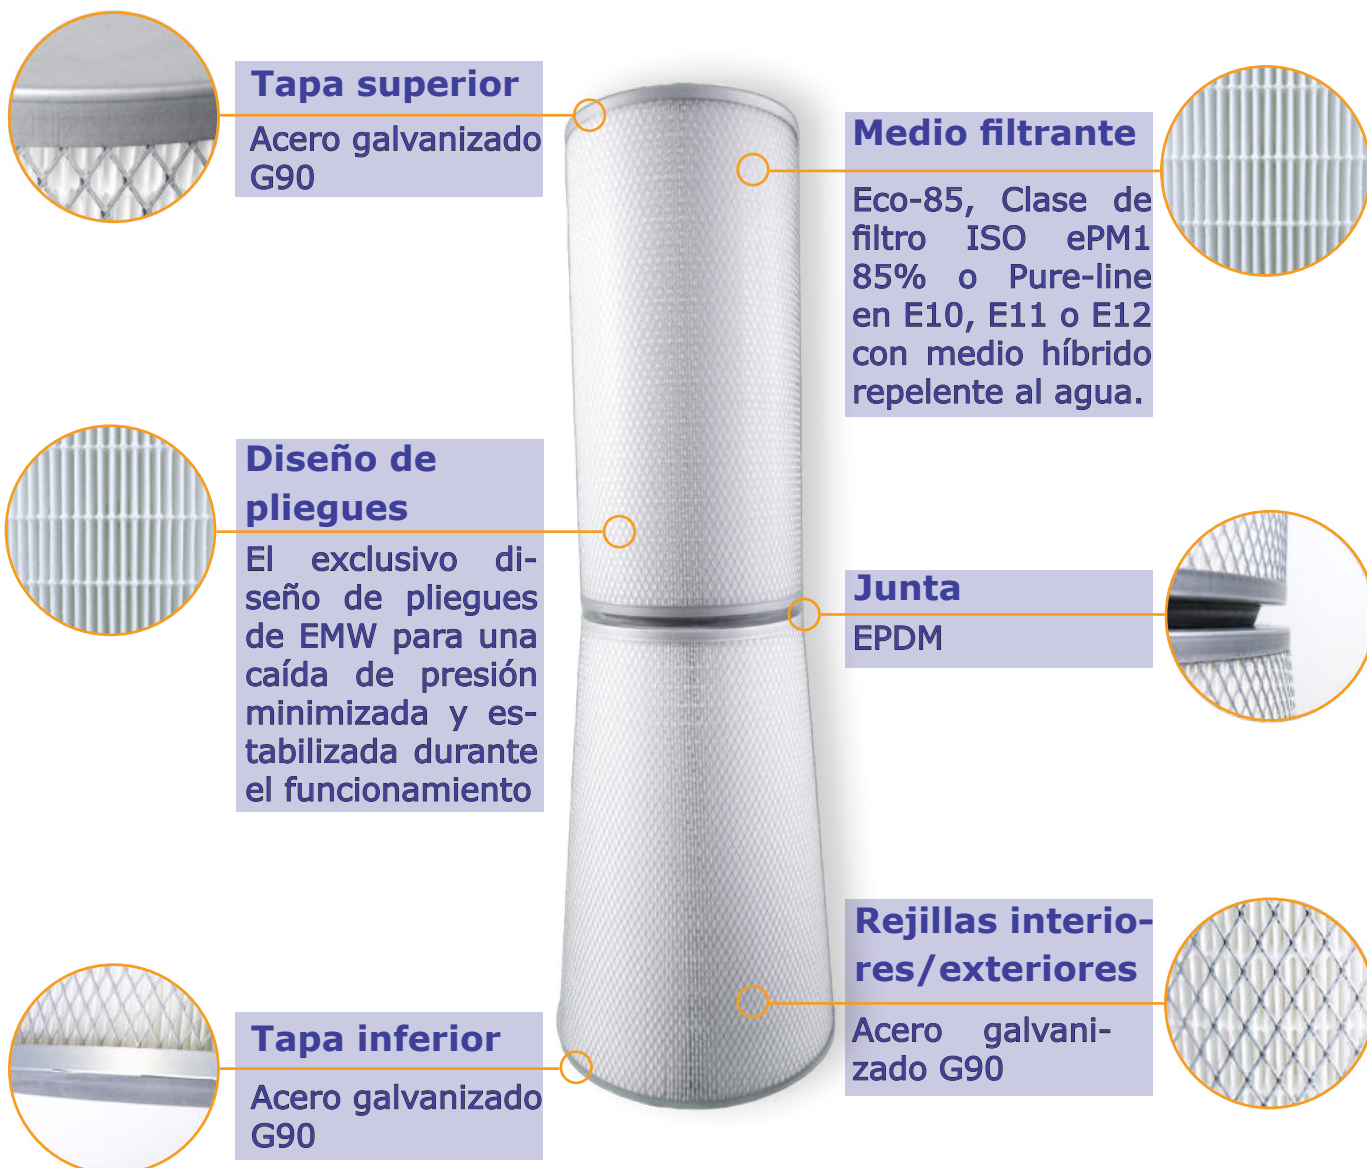 Tapa superior
Acero galvanizado
G90
Medio filtrante
Eco-85, Clase de
filtro ISO ePM1
85% o Pure-line
en E10, E11 o E12
con medio híbrido
repelente al agua.
Diseño de
pliegues
El exclusivo di-
seño de pliegues
de EMW para una
caída de presión
minimizada y es-
tabilizada durante
el funcionamiento
Junta
EPDM
Rejillas interio-
res/exteriores
Acero galvani-
zado G90
Tapa inferior
Acero galvanizado
G90